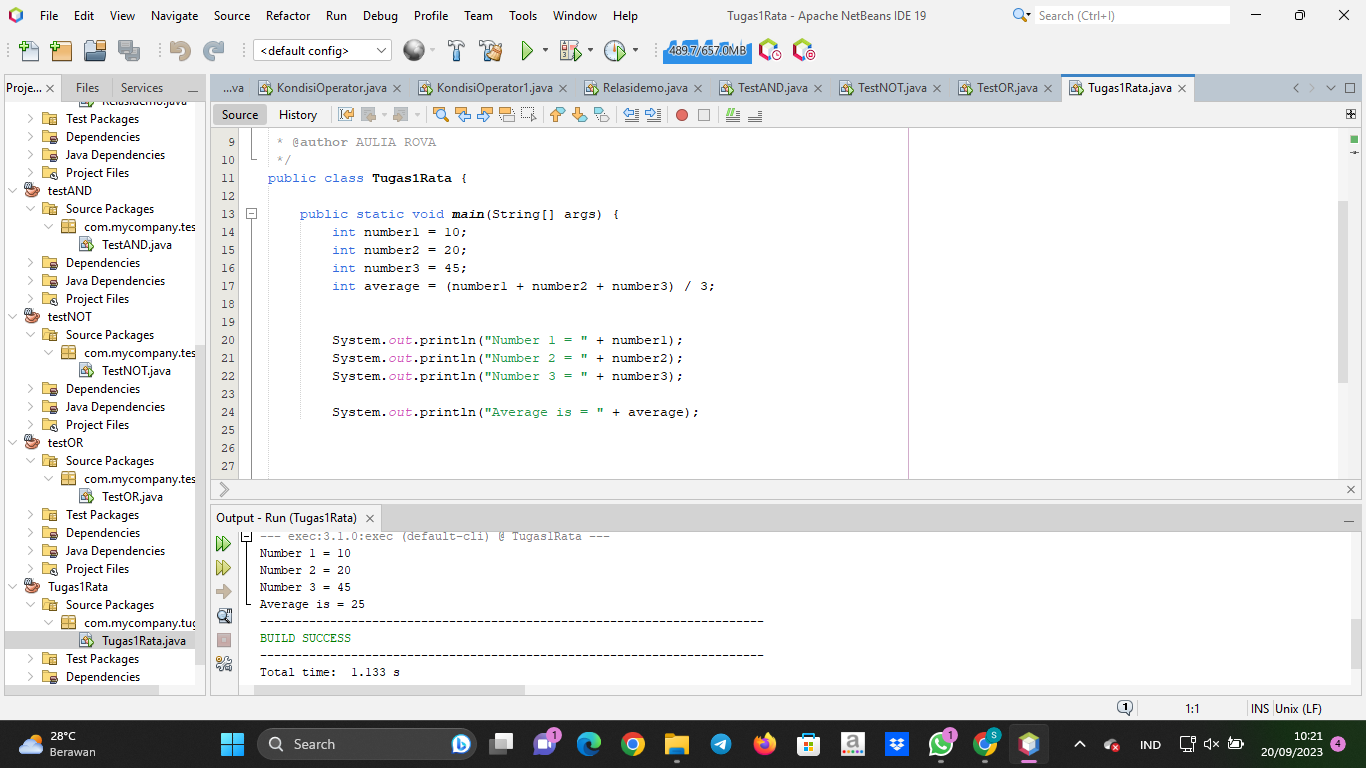 File Edit View Navigate Source Refactor Run Debug Profile Team Tools Window Help
Tugas1Rata - Apache NetBeans IDE 19
Search (Ctrl+I)
<default config>
489.7/657.0MB
Proje... Files Services
...va KondisiOperator.java KondisiOperator1.java Relasidemo.java TestAND.java TestNOT.java TestOR.java Tugas1Rata.java
Source History
Relasidemo.java
Test Packages
Dependencies
Java Dependencies
Project Files
testAND
Source Packages
com.mycompany.tes
TestAND.java
Dependencies
Java Dependencies
Project Files
testNOT
Source Packages
com.mycompany.tes
TestNOT.java
Dependencies
Java Dependencies
Project Files
testOR
Source Packages
com.mycompany.tes
TestOR.java
Test Packages
Dependencies
Java Dependencies
Project Files
Tugas1Rata
Source Packages
com.mycompany.tug
Tugas1Rata.java
Test Packages
Dependencies
9 * @author AULIA ROVA
10 */
11 public class Tugas1Rata {
12
13 public static void main(String[] args) {
14 int number1 = 10;
15 int number2 = 20;
16 int number3 = 45;
17 int average = (number1 + number2 + number3) / 3;
18
19
20 System.out.println("Number 1 = " + number1);
21 System.out.println("Number 2 = " + number2);
22 System.out.println("Number 3 = " + number3);
23
24 System.out.println("Average is = " + average);
25
26
27
Output - Run (Tugas1Rata)
--- exec:3.1.0:exec (default-cli) @ Tugas1Rata ---
Number 1 = 10
Number 2 = 20
Number 3 = 45
Average is = 25
------------------------------------------------------------------------
BUILD SUCCESS
------------------------------------------------------------------------
Total time:  1.133 s
1 1:1 INS Unix (LF)
28°C
Berawan
Search
1
1
S
IND
10:21
20/09/2023
4